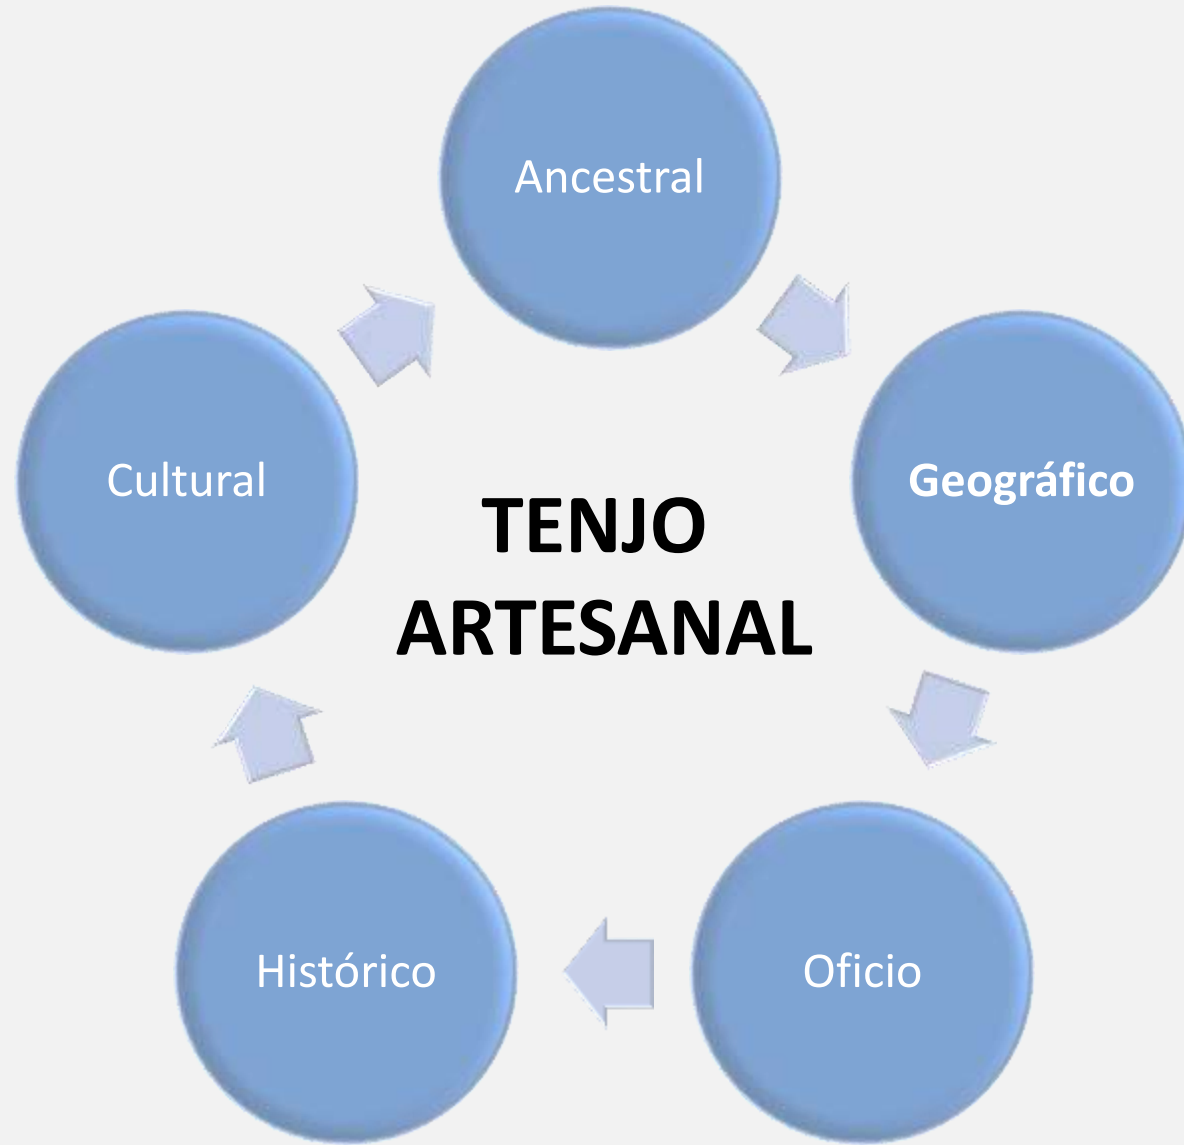 Ancestral
Geográfico
Cultural
TENJO
ARTESANAL
Histórico
Oficio